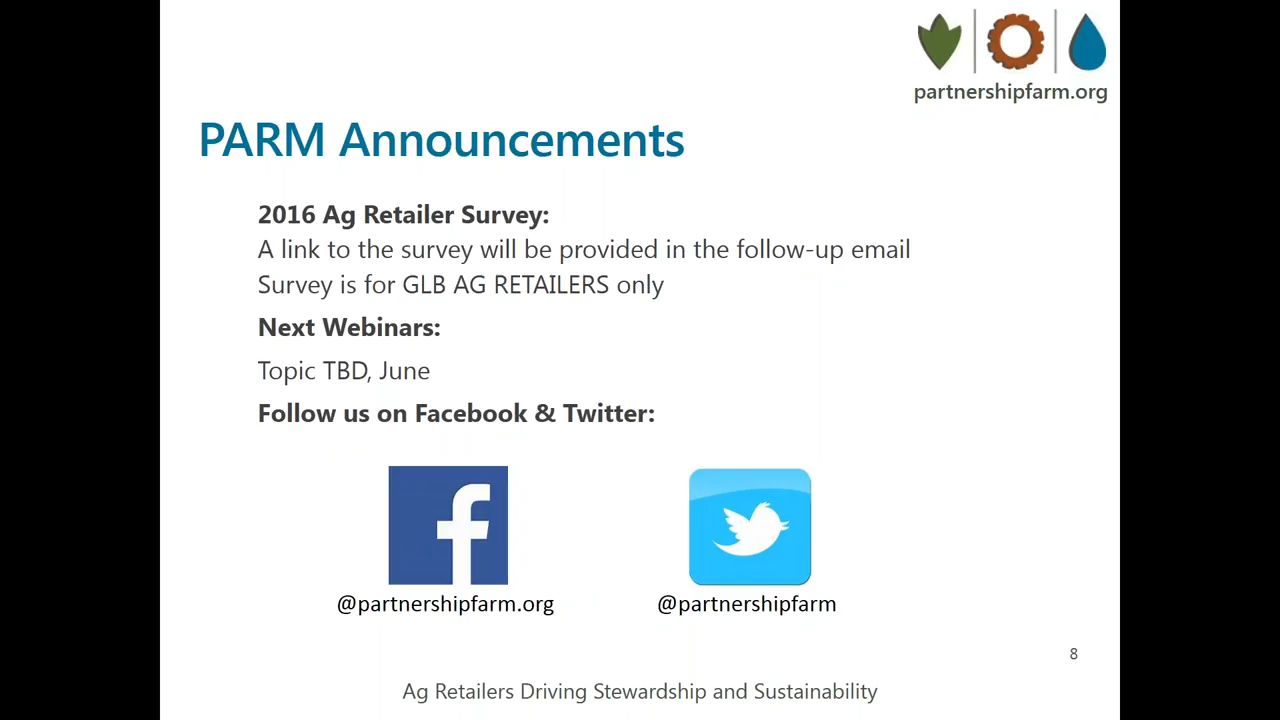 partnershipfarm.org
PARM Announcements
2016 Ag Retailer Survey:
A link to the survey will be provided in the follow-up email
Survey is for GLB AG RETAILERS only
Next Webinars:
Topic TBD, June
Follow us on Facebook & Twitter:
@partnershipfarm.org
@partnershipfarm
8
Ag Retailers Driving Stewardship and Sustainability